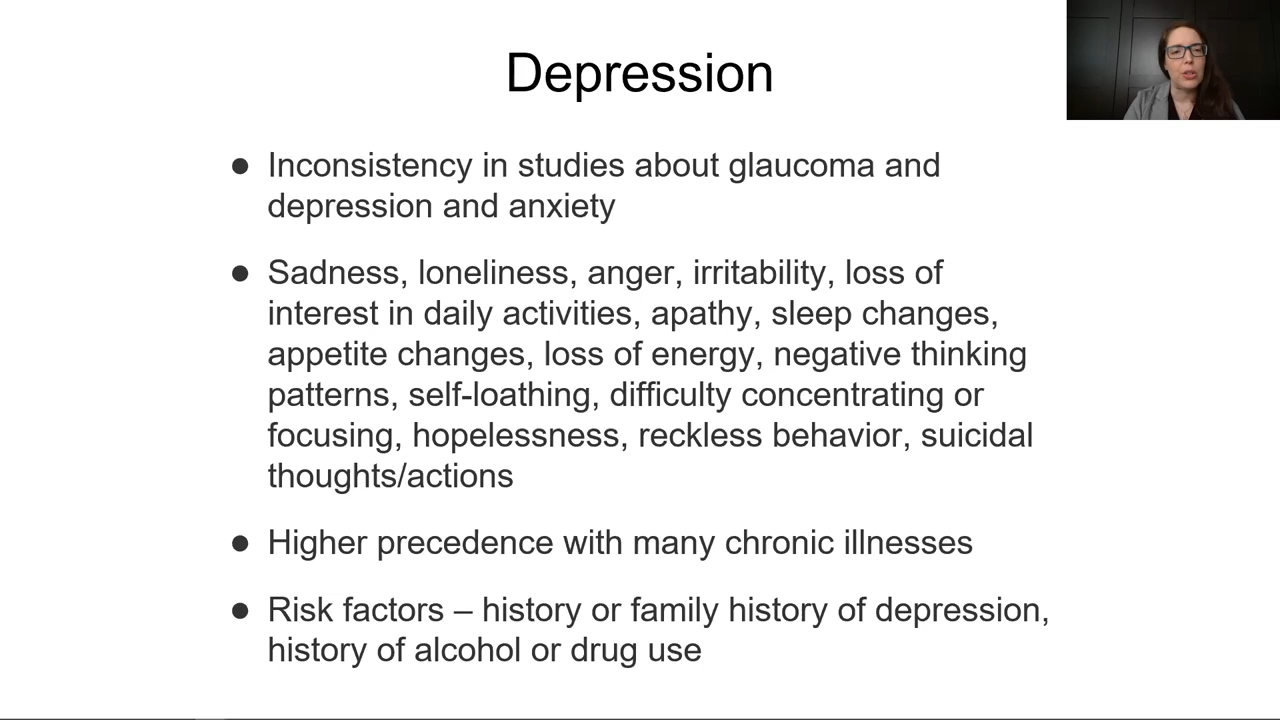 Depression
● Inconsistency in studies about glaucoma and
depression and anxiety
● Sadness, loneliness, anger, irritability, loss of
interest in daily activities, apathy, sleep changes,
appetite changes, loss of energy, negative thinking
patterns, self-loathing, difficulty concentrating or
focusing, hopelessness, reckless behavior, suicidal
thoughts/actions
● Higher precedence with many chronic illnesses
● Risk factors – history or family history of depression,
history of alcohol or drug use